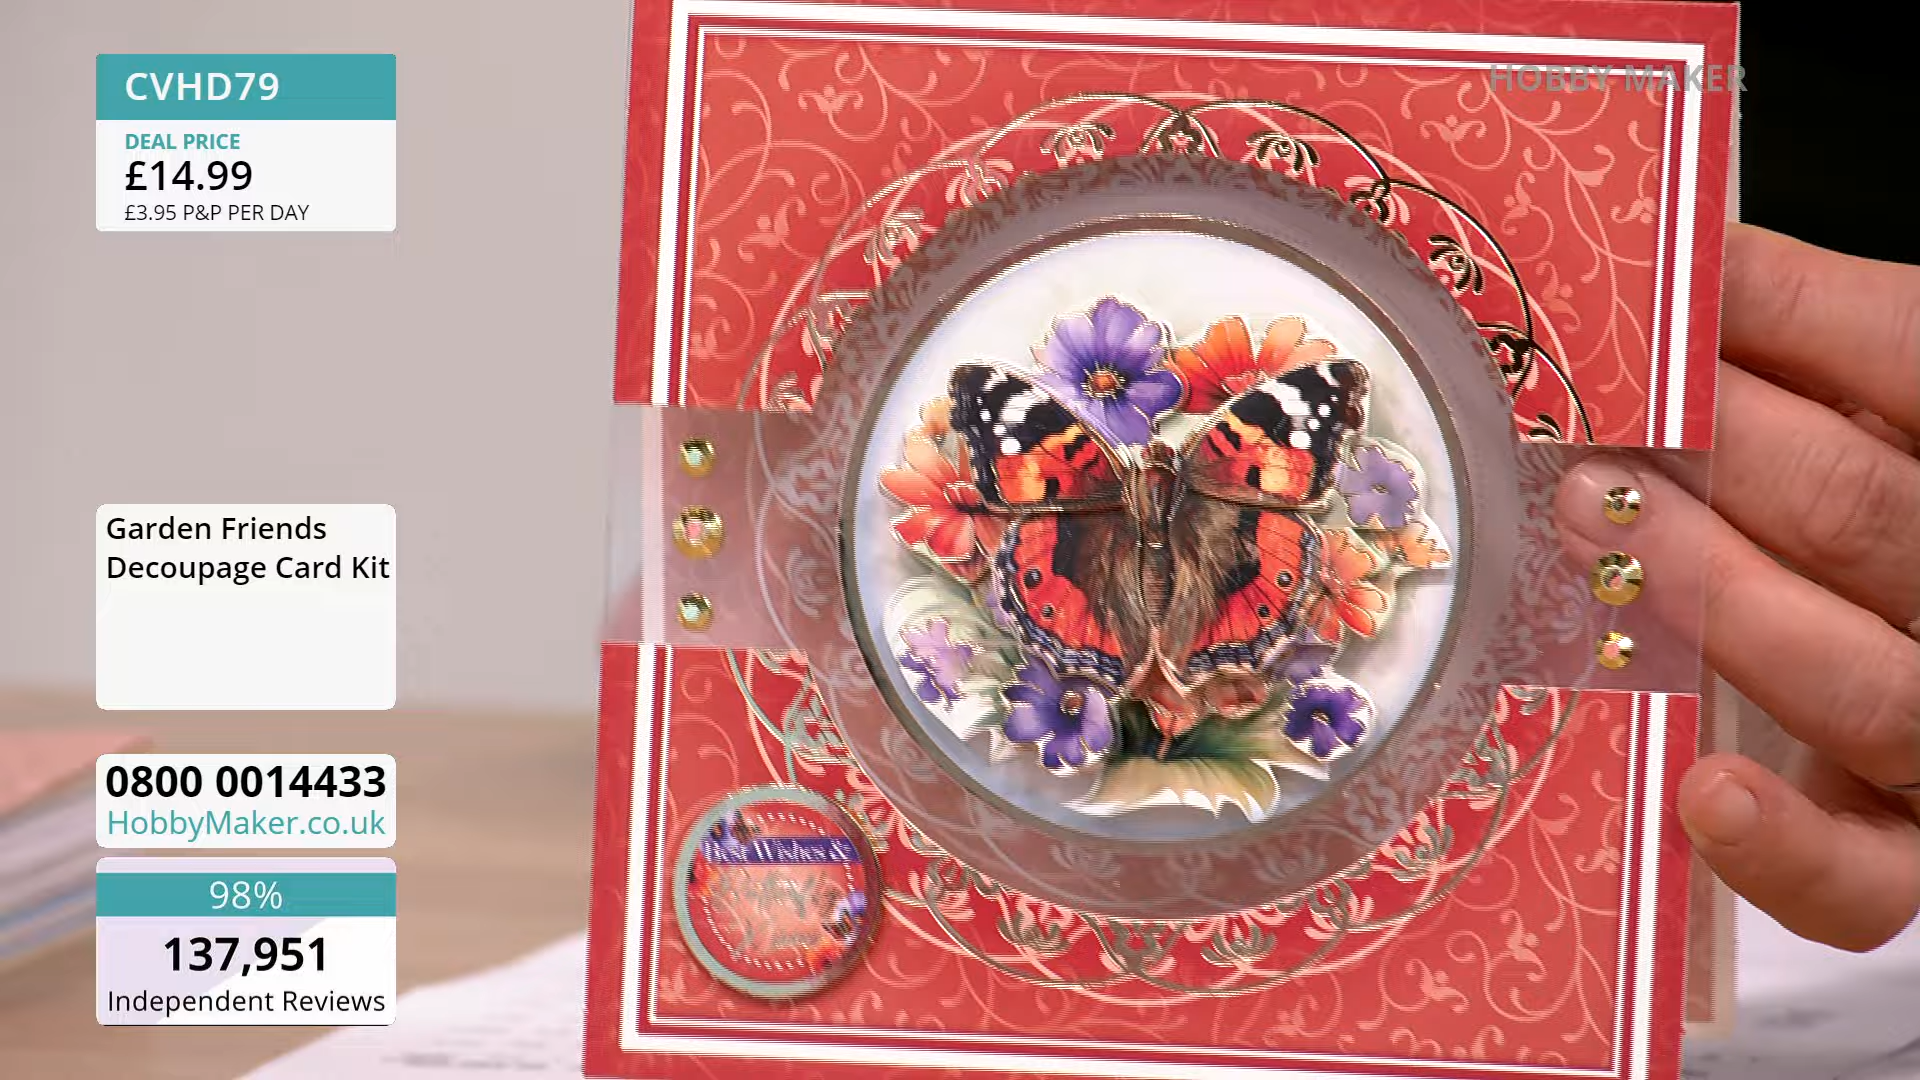 CVHD79
DEAL PRICE
£14.99
£3.95 P&P PER DAY
HOBBY MAKER
Garden Friends
Decoupage Card Kit
0800 0014433
HobbyMaker.co.uk
98%
137,951
Independent Reviews